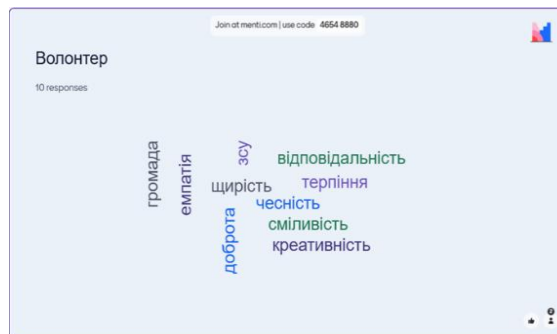 Join at menti.com | use code 4654 8880
Волонтер
10 responses
громада
емпатія
зсу
відповідальність
щирість
терпіння
чесність
доброта
сміливість
креативність